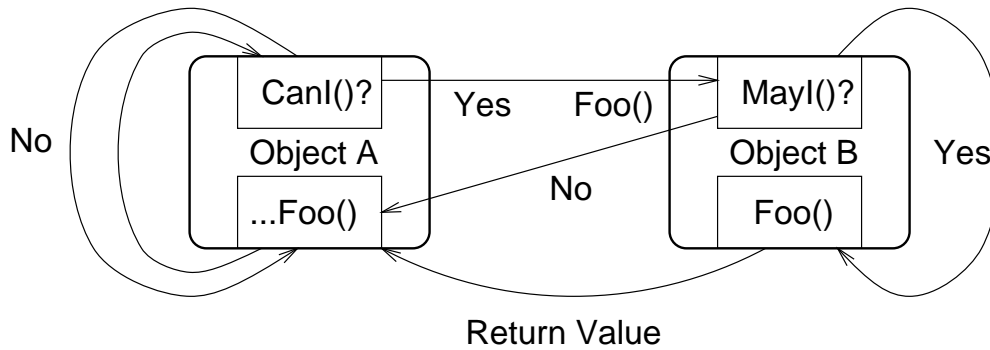 CanI()?
Yes
Foo()
MayI()?
No
Object A
Object B
Yes
No
...Foo()
Foo()
Return Value